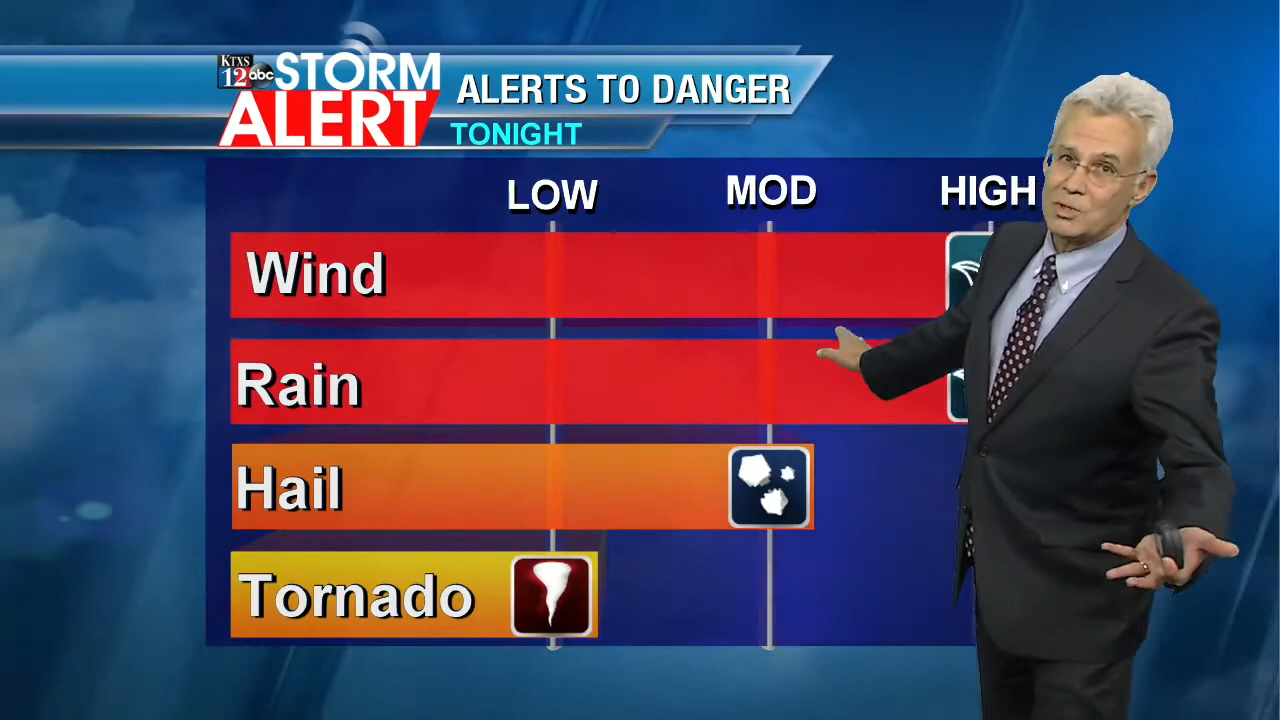 KTXS
12 abc
STORM
ALERT
ALERTS TO DANGER
TONIGHT
LOW MOD HIGH
Wind
Rain
Hail
Tornado